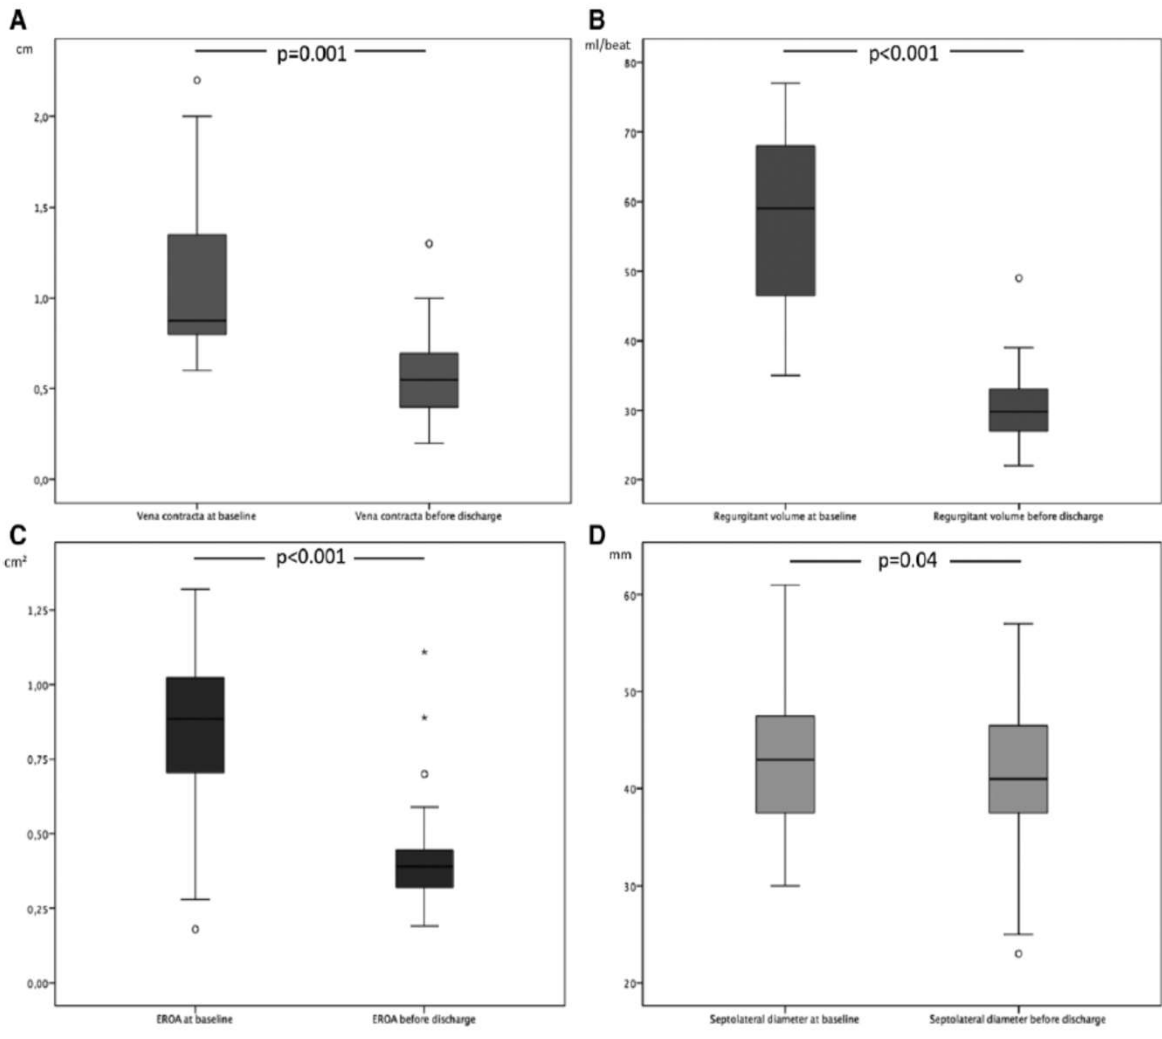 A
cm
p=0.001
2,0
1,5
1,0
0,5
0,0
Vena contracta at baseline
Vena contracta before discharge
B
ml/beat
p<0.001
80
70
60
50
40
30
20
Regurgitant volume at baseline
Regurgitant volume before discharge
C
cm²
p<0.001
1,25
1,00
0,75
0,50
0,25
0,00
EROA at baseline
EROA before discharge
D
mm
p=0.04
60
50
40
30
20
Septolateral diameter at baseline
Septolateral diameter before discharge